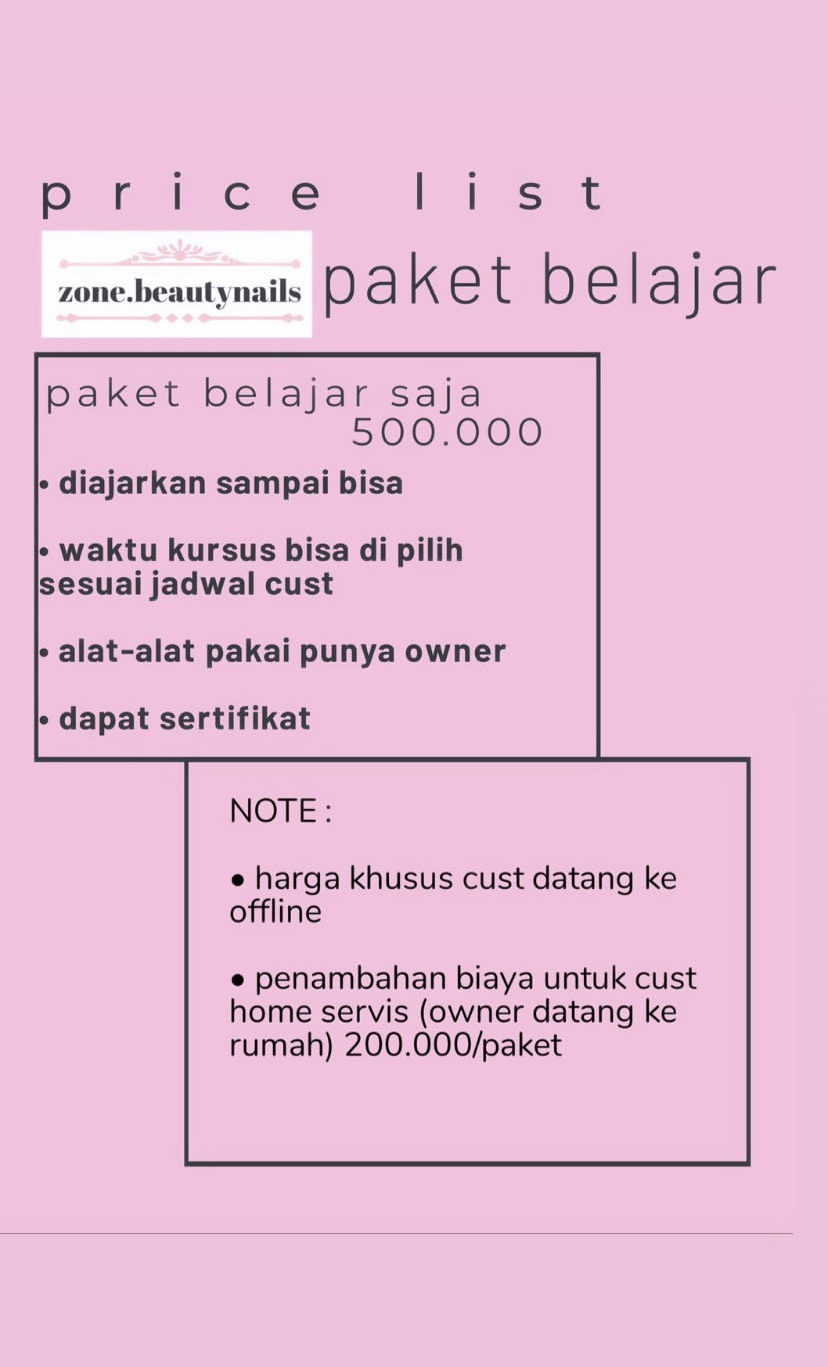 price list
zone.beautynails
paket belajar
paket belajar saja
500.000
• diajarkan sampai bisa
• waktu kursus bisa di pilih
sesuai jadwal cust
• alat-alat pakai punya owner
• dapat sertifikat
NOTE :
• harga khusus cust datang ke
offline
• penambahan biaya untuk cust
home servis (owner datang ke
rumah) 200.000/paket